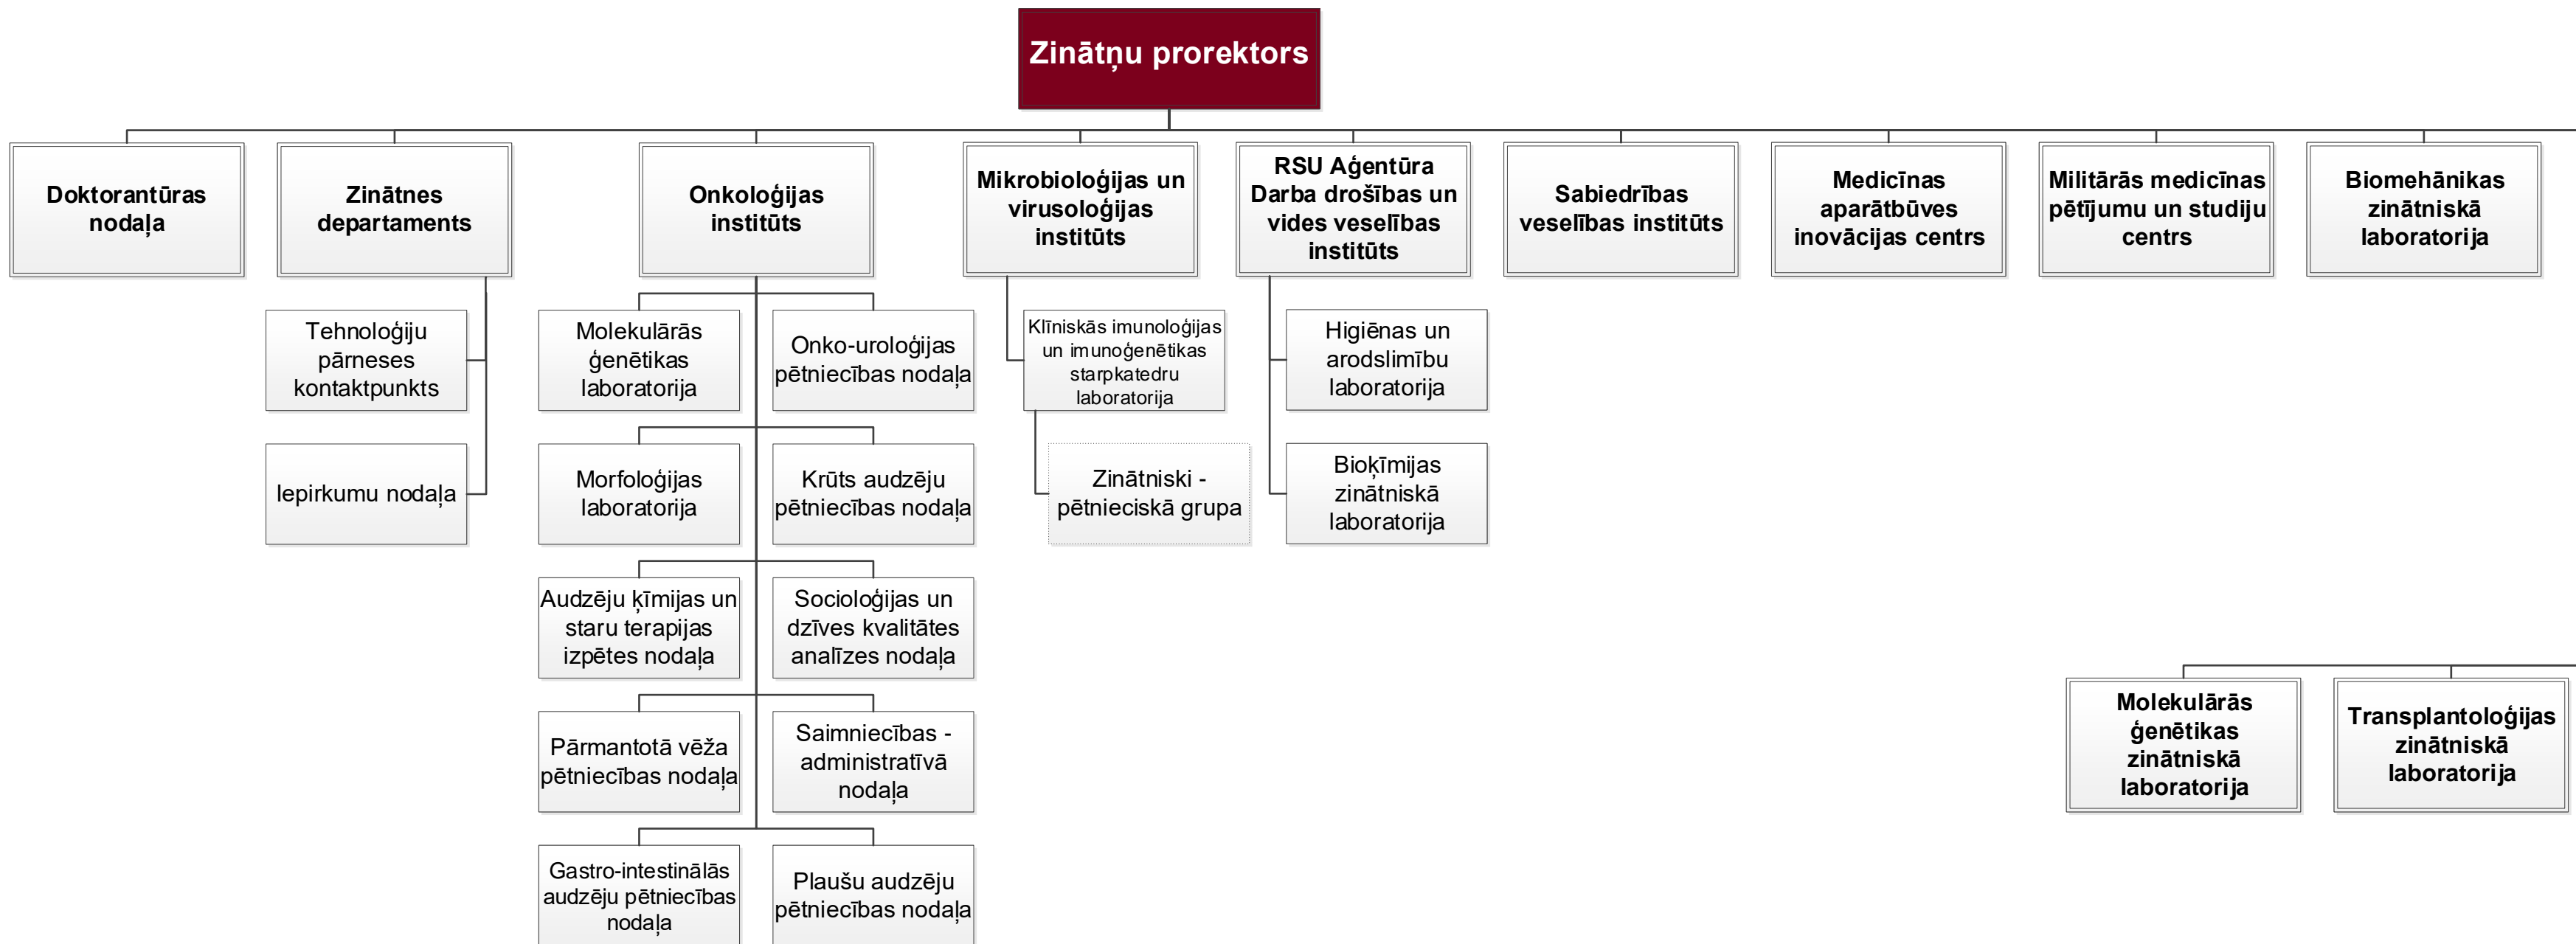 Zinātņu prorektors
Doktorantūras
nodaļa
Zinātnes
departaments
Onkoloģijas
institūts
Mikrobioloģijas un
virusoloģijas
institūts
RSU Aģentūra
Darba drošības un
vides veselības
institūts
Sabiedrības
veselības institūts
Medicīnas
aparātbūves
inovācijas centrs
Militārās medicīnas
pētījumu un studiju
centrs
Biomehānikas
zinātniskā
laboratorija
Tehnoloģiju
pārneses
kontaktpunkts
Iepirkumu nodaļa
Molekulārās
ģenētikas
laboratorija
Onko-uroloģijas
pētniecības nodaļa
Morfoloģijas
laboratorija
Krūts audzēju
pētniecības nodaļa
Audzēju ķīmijas un
staru terapijas
izpētes nodaļa
Socioloģijas un
dzīves kvalitātes
analīzes nodaļa
Pārmantotā vēža
pētniecības nodaļa
Saimniecības -
administratīvā
nodaļa
Gastro-intestinālās
audzēju pētniecības
nodaļa
Plaušu audzēju
pētniecības nodaļa
Klīniskās imunoloģijas
un imunoģenētikas
starpkatedru
laboratorija
Zinātniski -
pētnieciskā grupa
Higiēnas un
arodslimību
laboratorija
Bioķīmijas
zinātniskā
laboratorija
Molekulārās
ģenētikas
zinātniskā
laboratorija
Transplantoloģijas
zinātniskā
laboratorija